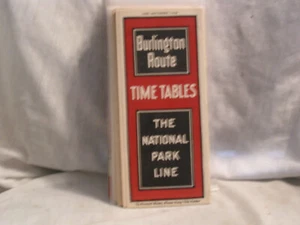 Burlington
Route
TIME TABLES
THE
NATIONAL
PARK
LINE